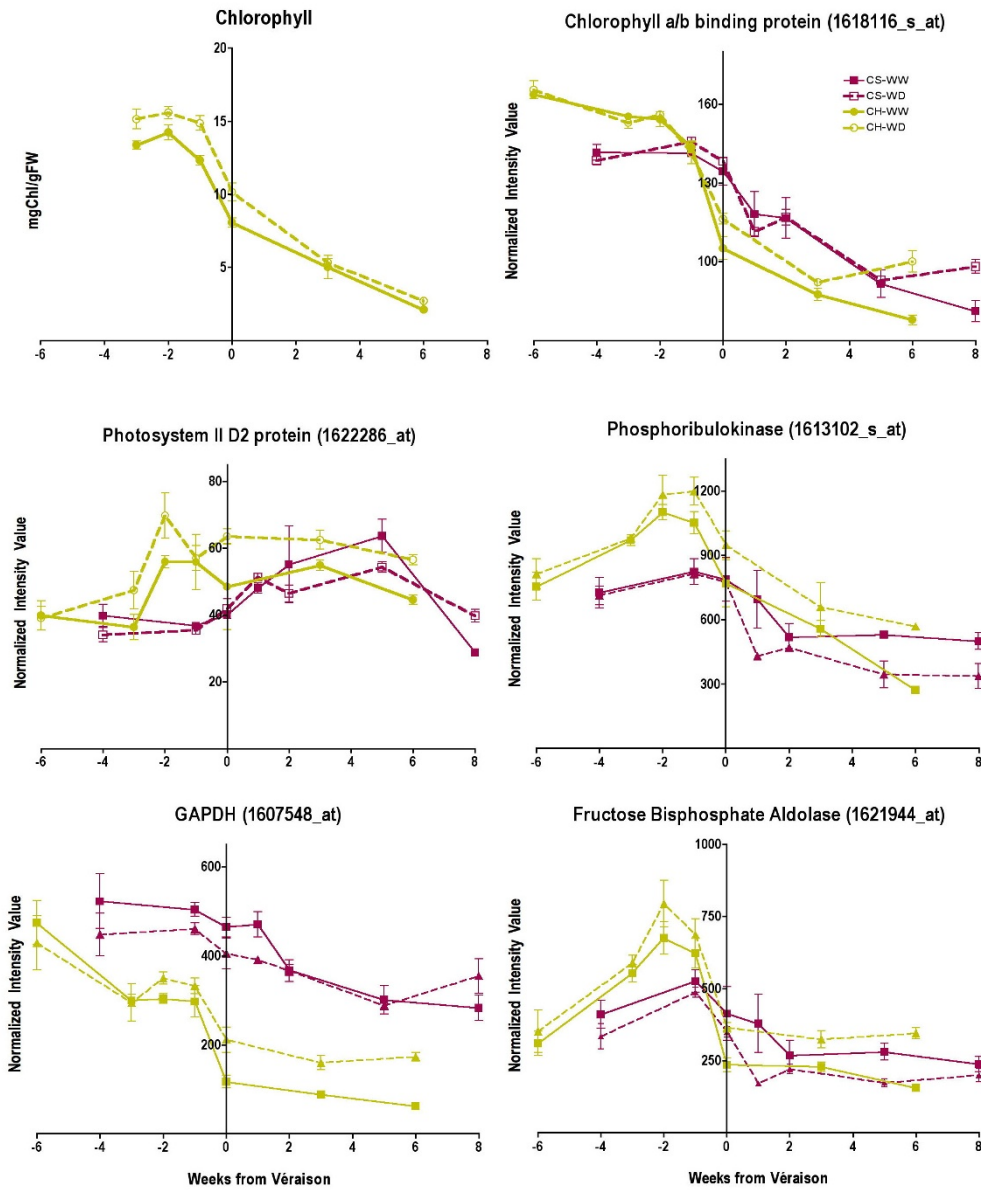 Chlorophyll
mgChl/gFW
20
15
10
5
-6 -4 -2 0 2 4 6 8
Chlorophyll a/b binding protein (1618116_s_at)
Normalized Intensity Value
160
130
100
CS-WW
CS-WD
CH-WW
CH-WD
-6 -4 -2 0 2 4 6 8
Photosystem II D2 protein (1622286_at)
Normalized Intensity Value
80
60
40
20
-6 -4 -2 0 2 4 6 8
Phosphoribulokinase (1613102_s_at)
Normalized Intensity Value
1200
900
600
300
-6 -4 -2 0 2 4 6 8
GAPDH (1607548_at)
Normalized Intensity Value
600
400
200
-6 -4 -2 0 2 4 6 8
Weeks from Véraison
Fructose Bisphosphate Aldolase (1621944_at)
Normalized Intensity Value
1000
750
500
250
-6 -4 -2 0 2 4 6 8
Weeks from Véraison